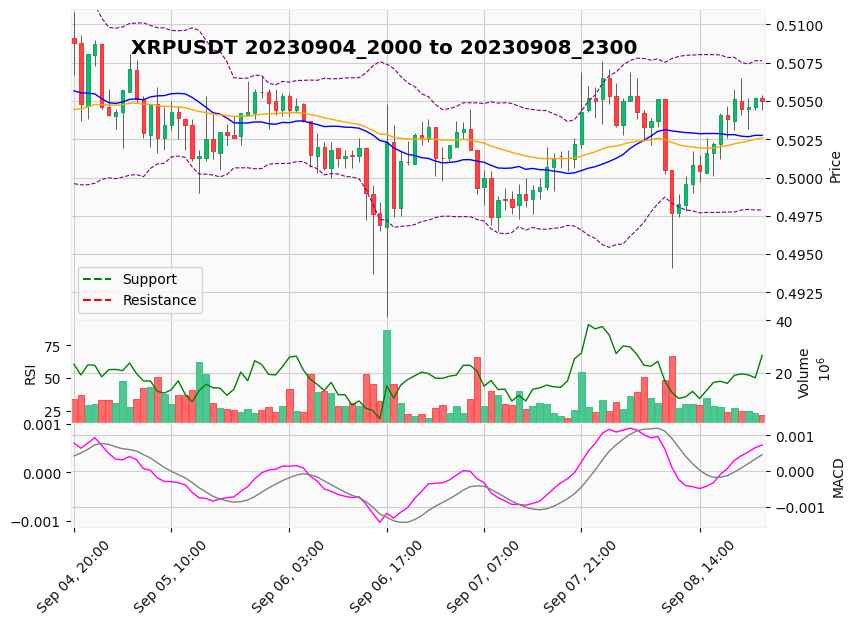 XRPUSDT 20230904_2000 to 20230908_2300
0.5100
0.5075
0.5050
0.5025
0.5000
0.4975
0.4950
0.4925
Price
Support
Resistance
75
50
25
RSI
40
20
Volume
10^6
0.001
0.000
−0.001
0.001
0.000
−0.001
MACD
Sep 04, 20:00
Sep 05, 10:00
Sep 06, 03:00
Sep 06, 17:00
Sep 07, 07:00
Sep 07, 21:00
Sep 08, 14:00